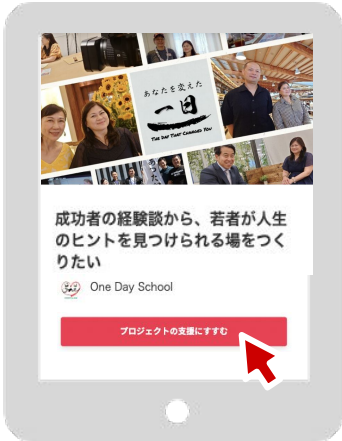 あなたを変えた
一日
THE DAY THAT CHANGED YOU
成功者の経験談から、若者が人生
のヒントを見つけられる場をつく
りたい
One Day School
プロジェクトの支援にすすむ